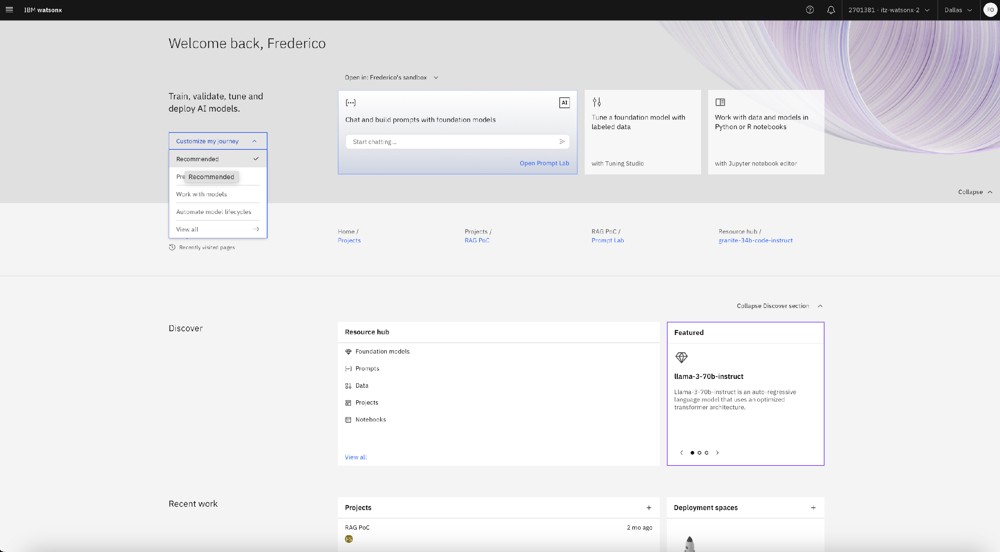 IBM watsonx
2701381 - itz-watsonx-2
Dallas
FO
Welcome back, Frederico
Open in: Frederico's sandbox
Train, validate, tune and
deploy AI models.
Customize my journey
Recommended
Pre
Recommended
Work with models
Automate model lifecycles
View all
AI
Chat and build prompts with foundation models
Start chatting...
Open Prompt Lab
Tune a foundation model with
labeled data
with Tuning Studio
Work with data and models in
Python or R notebooks
with Jupyter notebook editor
Collapse
Recently visited pages
Home /
Projects
Projects /
RAG PoC
RAG PoC /
Prompt Lab
Resource hub /
granite-34b-code-instruct
Collapse Discover section
Discover
Resource hub
Foundation models
Prompts
Data
Projects
Notebooks
View all
Featured
llama-3-70b-instruct
Llama-3-70b-instruct is an auto-regressive
language model that uses an optimized
transformer architecture.
Recent work
Projects
RAG PoC
2 mo ago
FS
Deployment spaces